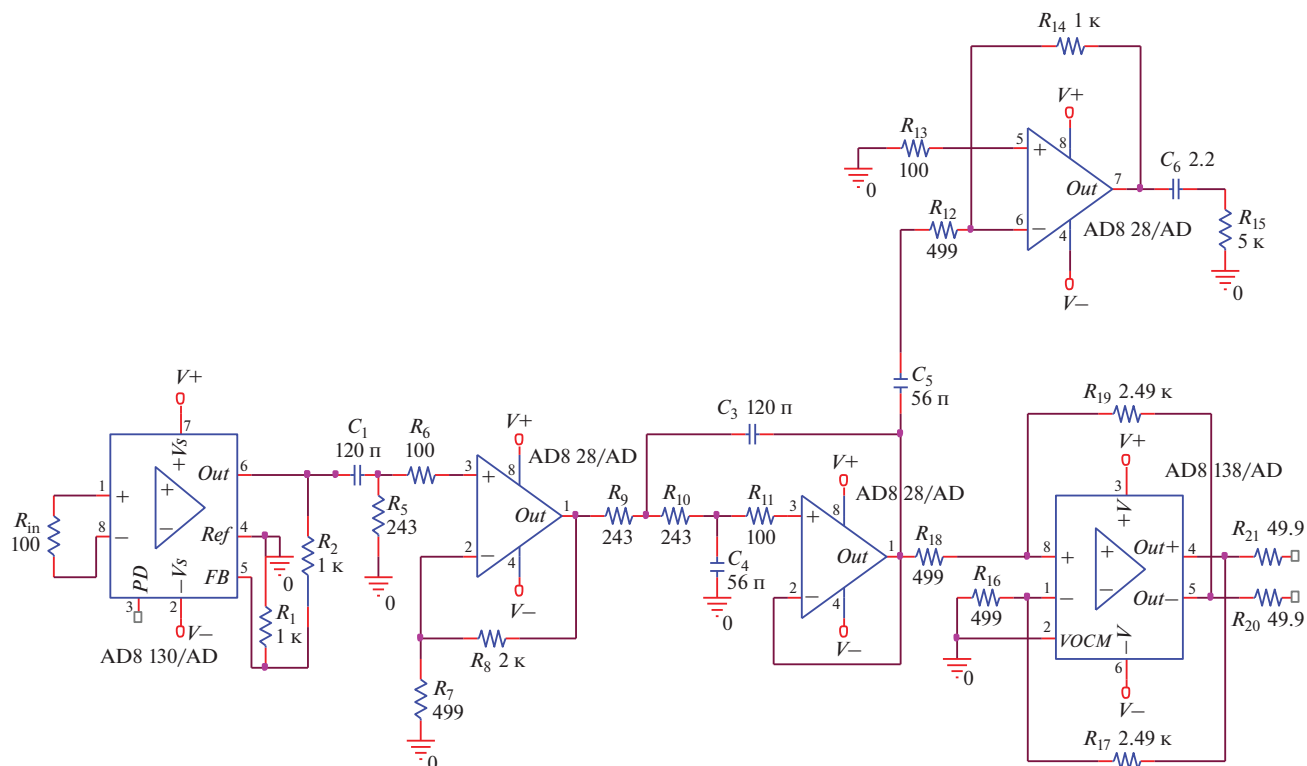 R14 1 к
V+
R13
100
0
5
+
8
Out
7
C6 2.2
R12
499
6
−
4
AD8 28/AD
R15
5 к
0
V−
V+
7
+Vs
Out
6
1
+
+
−
8
−
Rin
100
Ref
4
FB
5
PD
3
−Vs
2
V−
AD8 130/AD
0
R1
1 к
R2
1 к
C1
120 п
R6
100
R5
243
0
V+
AD8 28/AD
3
+
8
Out
1
2
−
4
V−
R8 2 к
R7
499
0
R9
243
R10
243
C3 120 п
C4
56 п
0
R11
100
C5
56 п
V+
AD8 28/AD
3
+
8
Out
1
2
−
4
V−
R18
499
R16
499
0
R19 2.49 к
V+
AD8 138/AD
3
+V
8
+
+
−
Out+
4
1
−
Out−
5
2
VOCM
−V
6
V−
R21 49.9
R20
49.9
R17 2.49 к